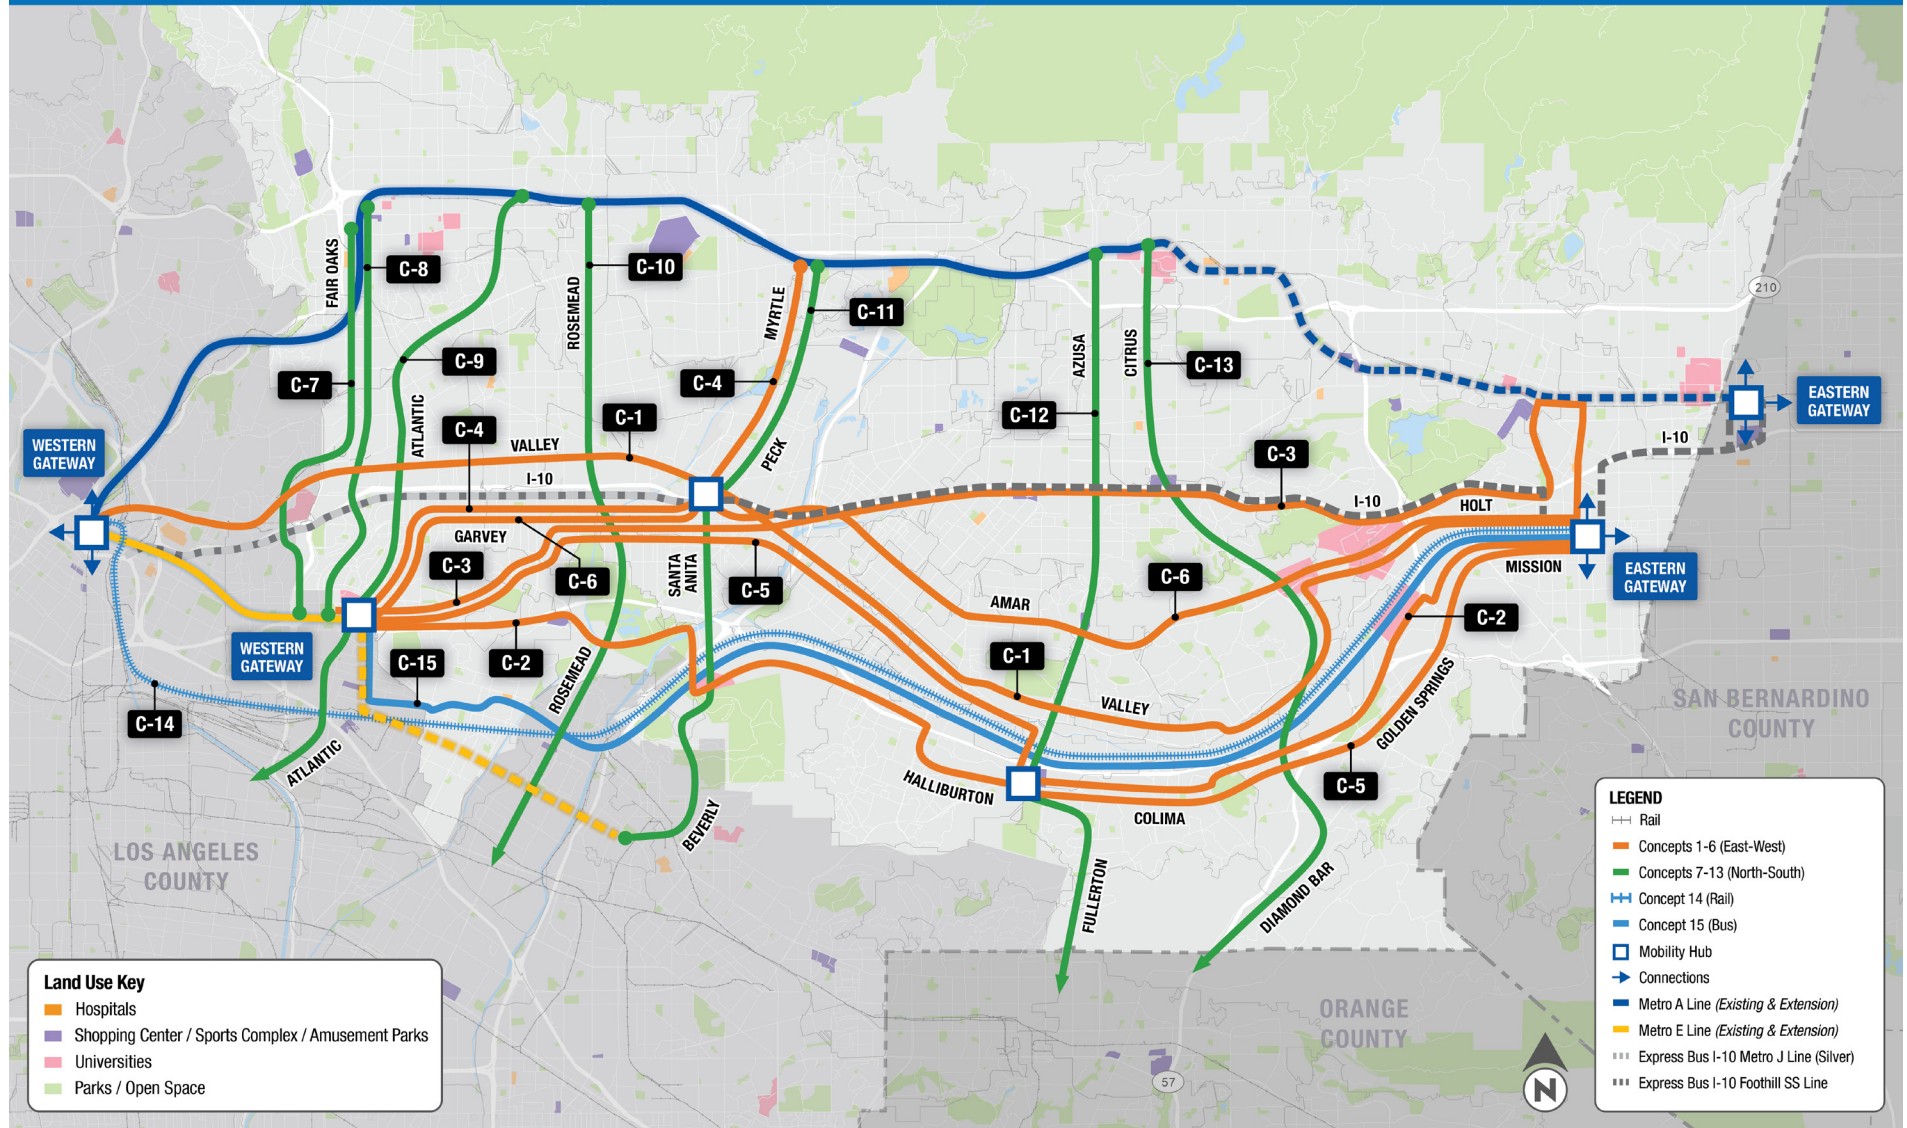 FAIR OAKS
C-8
ROSEMEAD
C-10
MYRTLE
C-11
210
C-7
C-9
C-4
AZUSA
CITRUS
C-13
ATLANTIC
C-4
C-1
C-12
EASTERN
GATEWAY
WESTERN
GATEWAY
VALLEY
PECK
I-10
C-3
I-10
I-10
HOLT
GARVEY
C-3
C-6
SANTA
ANITA
C-5
C-6
MISSION
EASTERN
GATEWAY
AMAR
C-2
WESTERN
GATEWAY
C-15
C-2
C-1
ROSEMEAD
C-14
VALLEY
GOLDEN SPRINGS
SAN BERNARDINO
COUNTY
ATLANTIC
HALLIBURTON
C-5
COLIMA
BEVERLY
LOS ANGELES
COUNTY
FULLERTON
DIAMOND BAR
ORANGE
COUNTY
57
N
LEGEND
Rail
Concepts 1-6 (East-West)
Concepts 7-13 (North-South)
Concept 14 (Rail)
Concept 15 (Bus)
Mobility Hub
Connections
Metro A Line (Existing & Extension)
Metro E Line (Existing & Extension)
Express Bus I-10 Metro J Line (Silver)
Express Bus I-10 Foothill SS Line
Land Use Key
Hospitals
Shopping Center / Sports Complex / Amusement Parks
Universities
Parks / Open Space